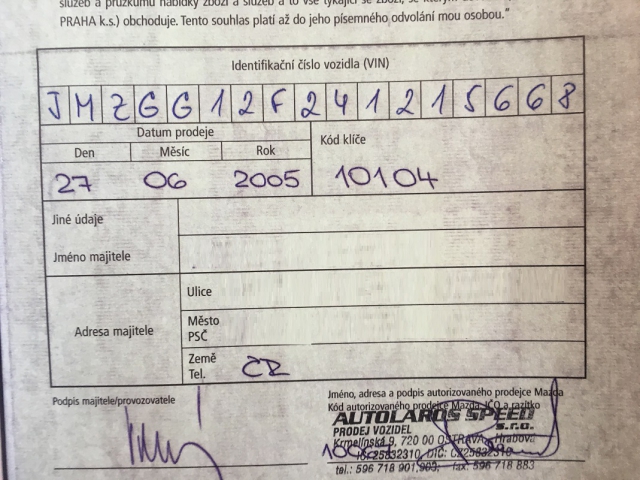 služeb a průzkumu nabídky zboží a služeb a to vše týkající se zboží, se kterým
PRAHA k.s.) obchoduje. Tento souhlas platí až do jeho písemného odvolání mou osobou."
Identifikační číslo vozidla (VIN)
JMZGG12F241215668
Datum prodeje
Kód klíče
Den Měsíc Rok
27 06 2005 10104
Jiné údaje
Jméno majitele
Adresa majitele
Ulice
Město
PSČ
Země
Tel.
ČR
Podpis majitele/provozovatele
Jméno, adresa a podpis autorizovaného prodejce Mazda
Kód autorizovaného prodejce Mazda, IČO a razítko
AUTOLAROS SPEED
s.r.o.
PRODEJ VOZIDEL
Krmelínská 9, 720 00 OSTRAVA, Hrabová
IČ: 25832310, DIČ: CZ25832310
tel.: 596 718 901,903, fax: 596 718 883